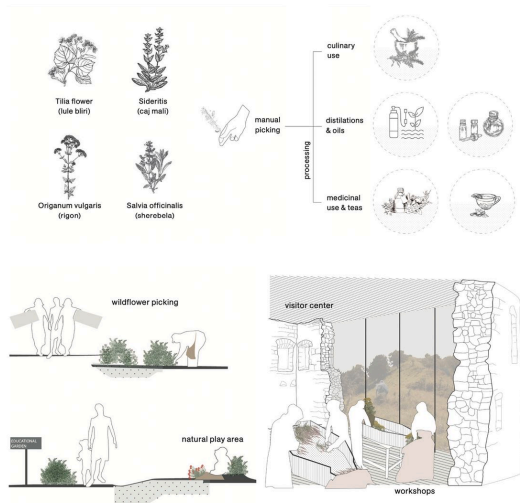 Tilia flower
(lule bliri)
Sideritis
(caj mali)
Origanum vulgaris
(rigon)
Salvia officinalis
(sherebela)
manual
picking
processing
culinary
use
distilations
& oils
medicinal
use & teas
wildflower picking
EDUCATIONAL
GARDEN
natural play area
visitor center
workshops